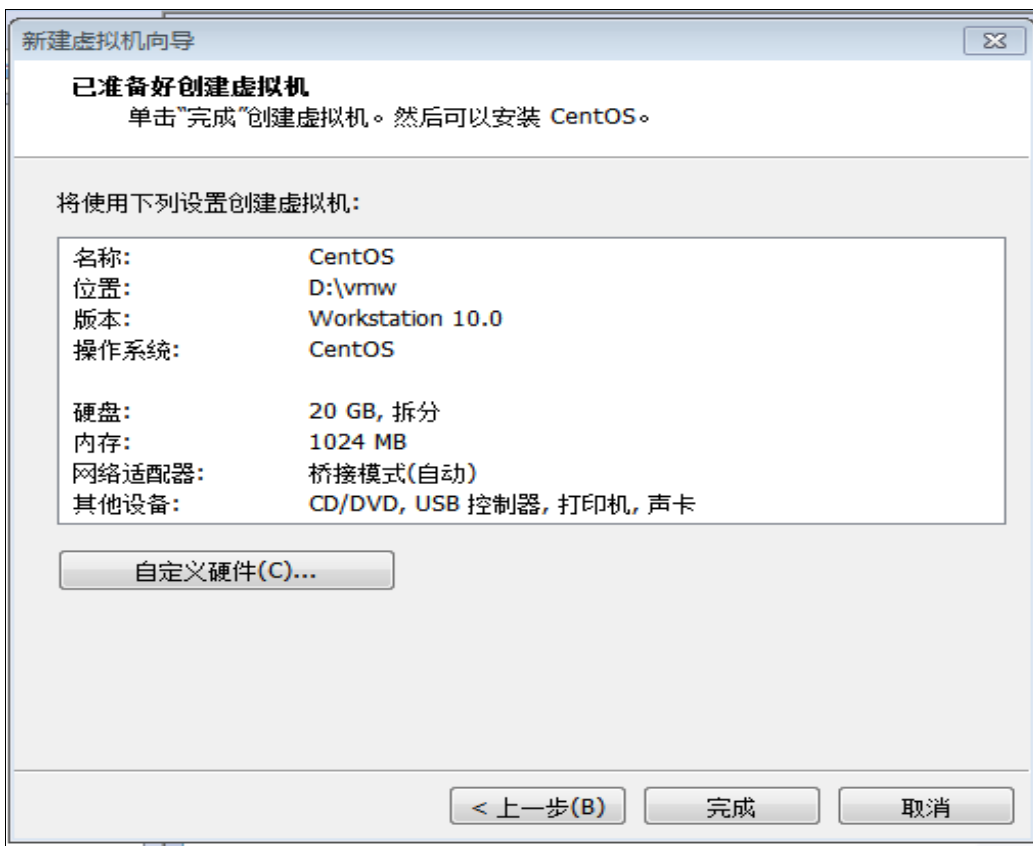 新建虚拟机向导
已准备好创建虚拟机
单击"完成"创建虚拟机。然后可以安装 CentOS。
将使用下列设置创建虚拟机:
名称: CentOS
位置: D:\vmw
版本: Workstation 10.0
操作系统: CentOS
硬盘: 20 GB, 拆分
内存: 1024 MB
网络适配器: 桥接模式(自动)
其他设备: CD/DVD, USB 控制器, 打印机, 声卡
自定义硬件(C)...
< 上一步(B) 完成 取消